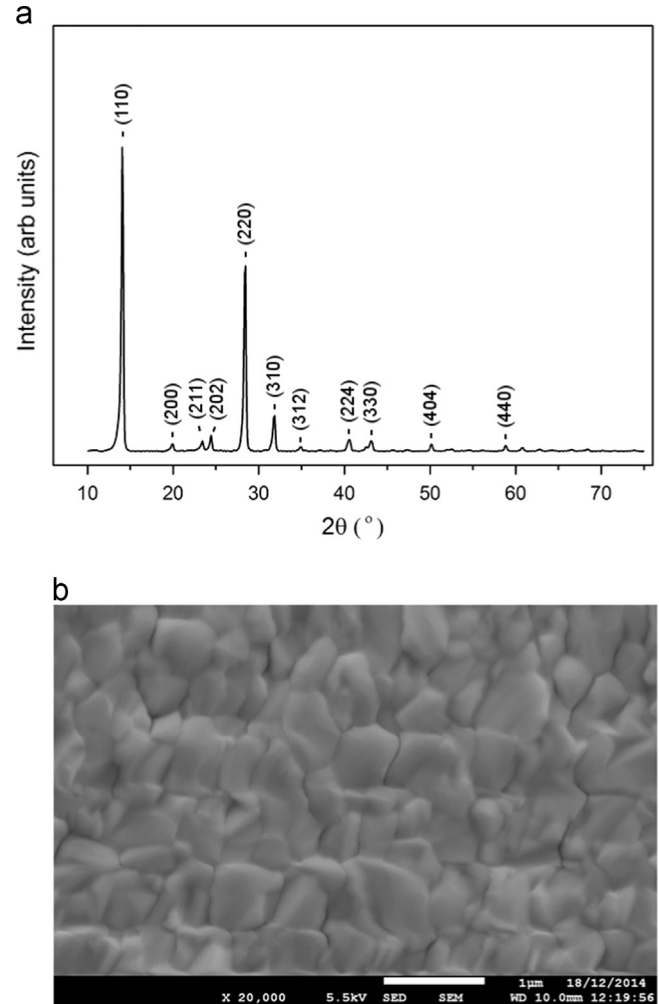 a
Intensity (arb units)
(110)
(200)
(211)
(202)
(220)
(310)
(312)
(224)
(330)
(404)
(440)
10 20 30 40 50 60 70
2θ (°)
b
1µm 18/12/2014
X 20,000 5.5kV SED SEM WD 10.0mm 12:19:56